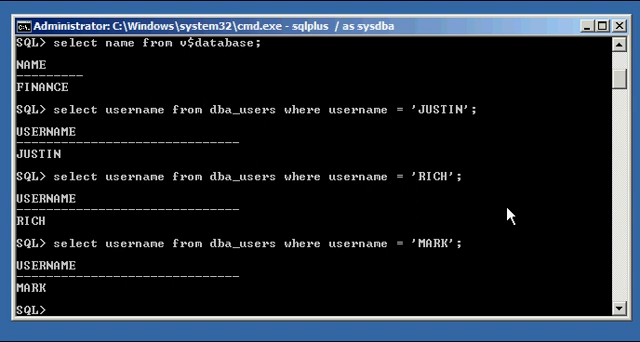 Administrator: C:\Windows\system32\cmd.exe - sqlplus / as sysdba
SQL> select name from v$database;
NAME
---------
FINANCE
SQL> select username from dba_users where username = 'JUSTIN';
USERNAME
------------------------------
JUSTIN
SQL> select username from dba_users where username = 'RICH';
USERNAME
------------------------------
RICH
SQL> select username from dba_users where username = 'MARK';
USERNAME
------------------------------
MARK
SQL>